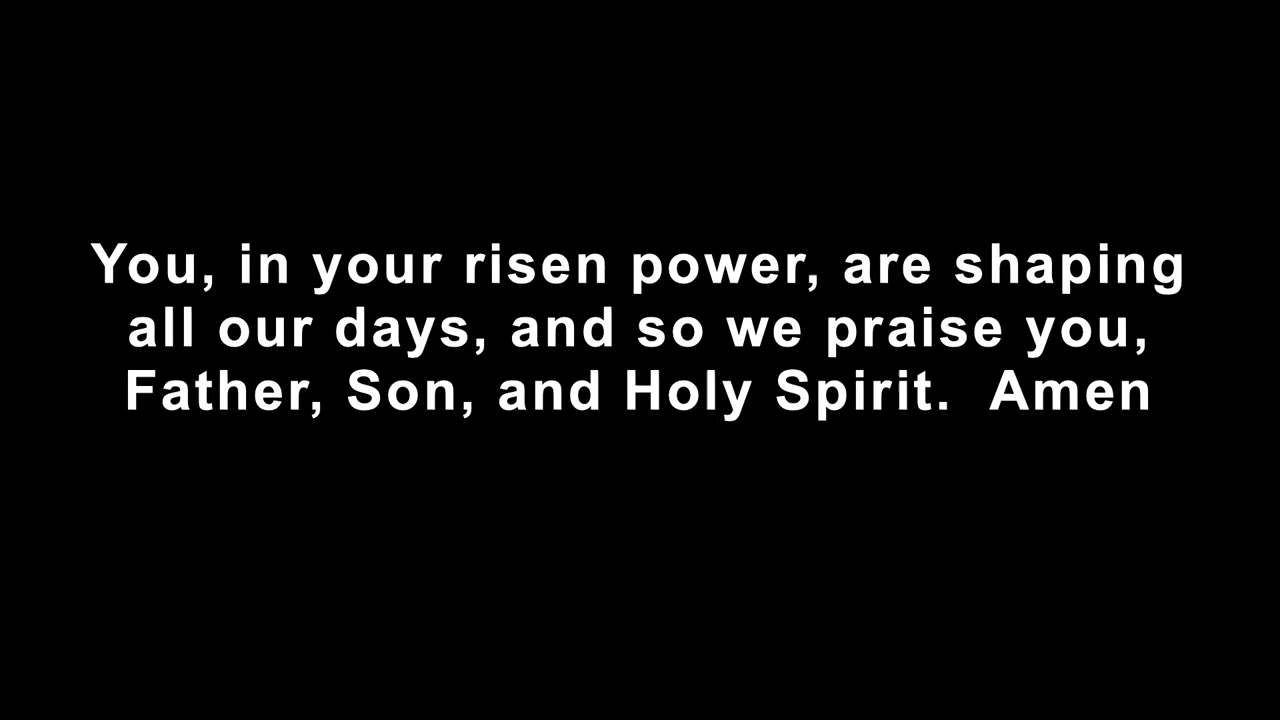 You, in your risen power, are shaping
all our days, and so we praise you,
Father, Son, and Holy Spirit.  Amen